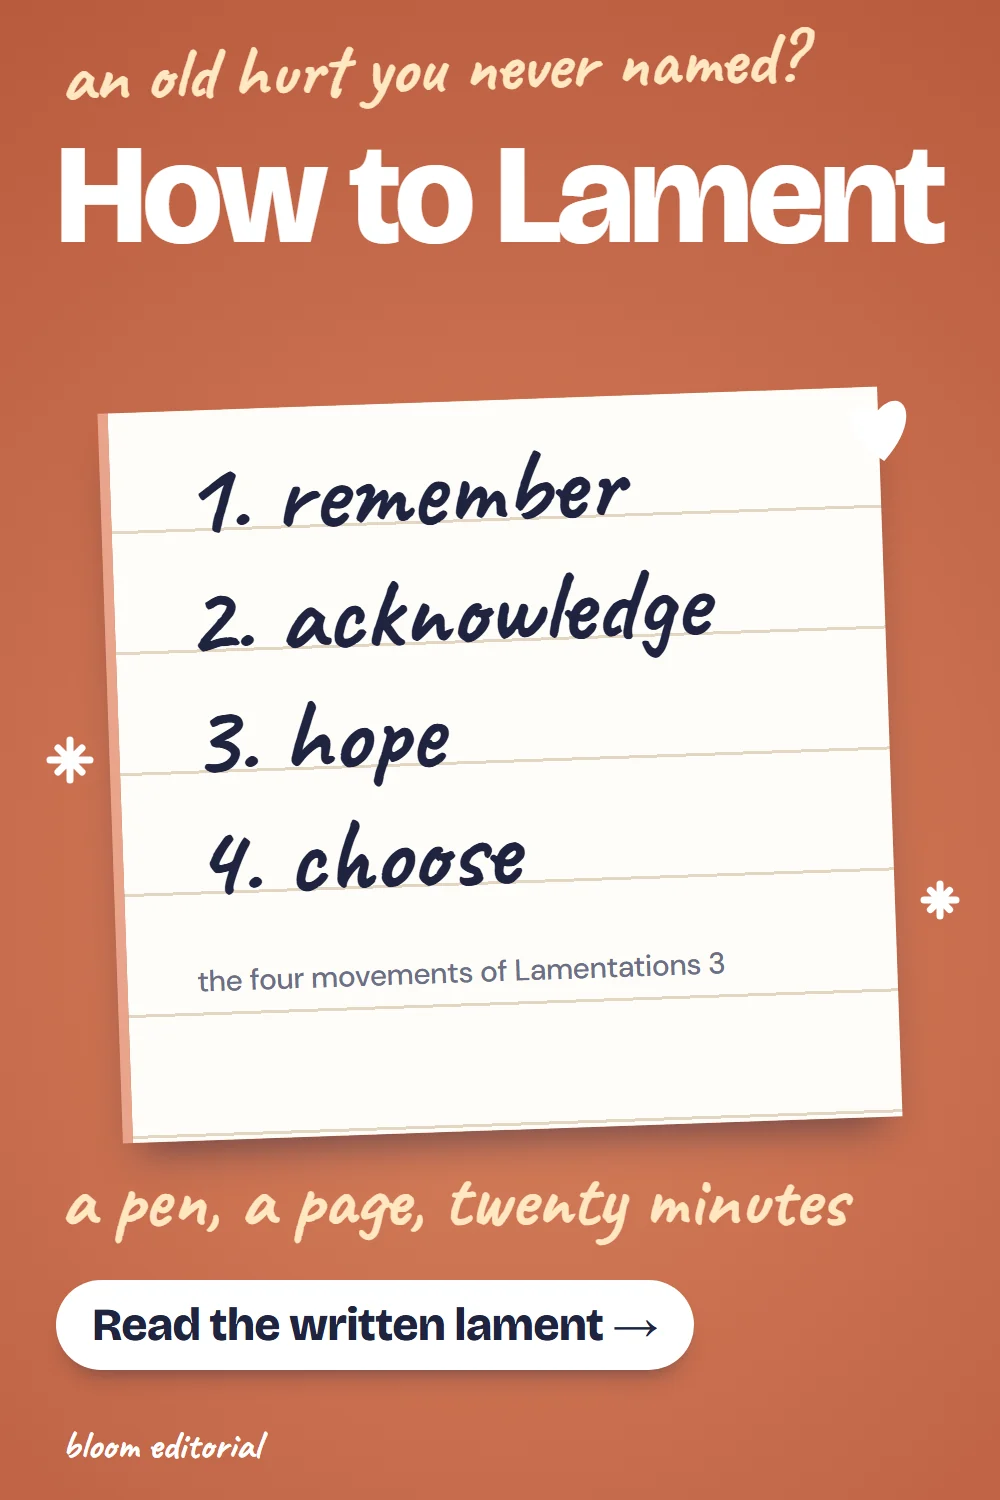 an old hurt you never named?
How to Lament
1. remember
2. acknowledge
3. hope
4. choose
the four movements of Lamentations 3
a pen, a page, twenty minutes
Read the written lament →
bloom editorial